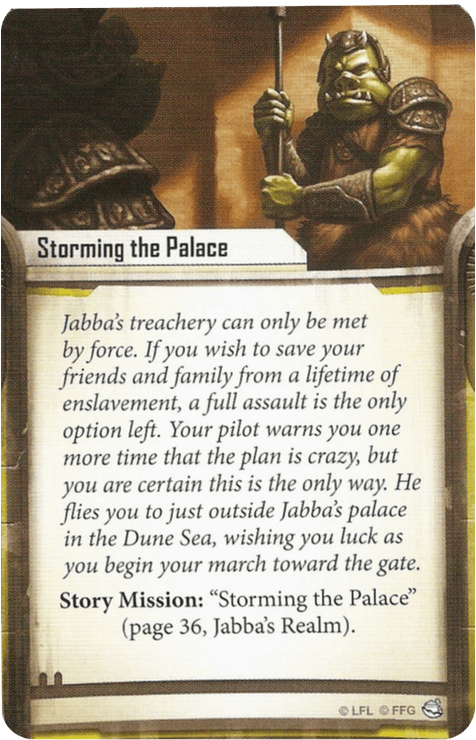 Storming the Palace
Jabba's treachery can only be met
by force. If you wish to save your
friends and family from a lifetime of
enslavement, a full assault is the only
option left. Your pilot warns you one
more time that the plan is crazy, but
you are certain this is the only way. He
flies you to just outside Jabba's palace
in the Dune Sea, wishing you luck as
you begin your march toward the gate.
Story Mission: “Storming the Palace”
(page 36, Jabba's Realm).
© LFL © FFG